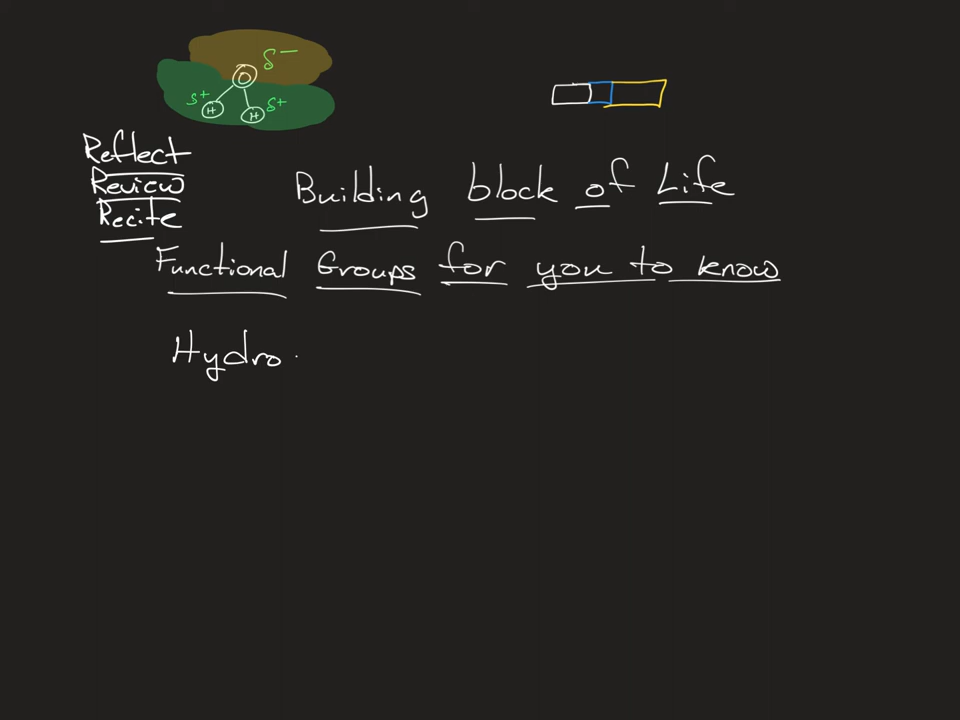 δ-
O
δ+ δ+
H H
Reflect
Review
Recite
Building block of Life
Functional Groups for you to know
Hydro